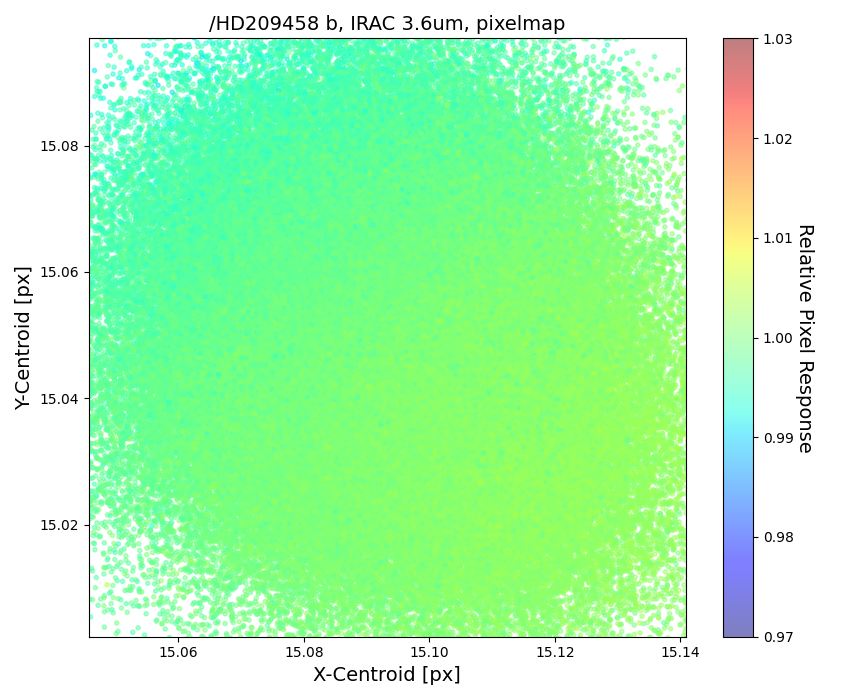 /HD209458 b, IRAC 3.6um, pixelmap
Y-Centroid [px]
15.08
15.06
15.04
15.02
15.06 15.08 15.10 15.12 15.14
X-Centroid [px]
1.03
1.02
1.01
1.00
0.99
0.98
0.97
Relative Pixel Response